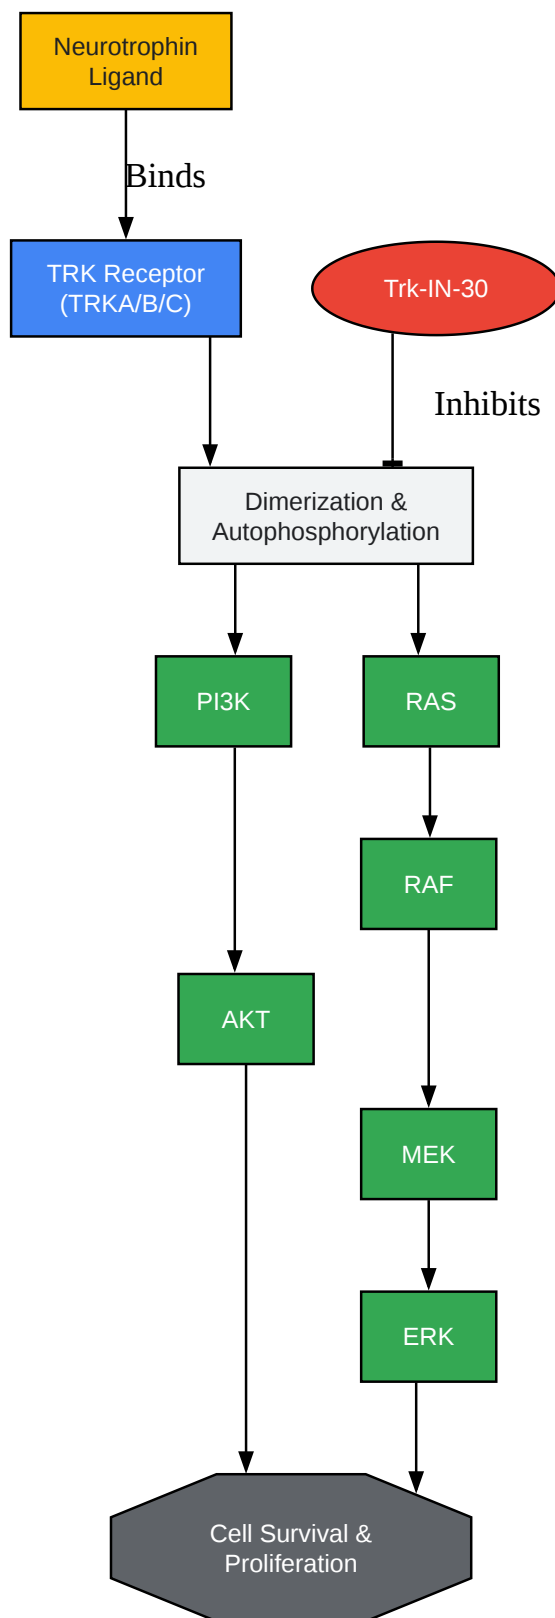 Neurotrophin
Ligand
Binds
TRK Receptor
(TRKA/B/C)
Trk-IN-30
Inhibits
Dimerization &
Autophosphorylation
PI3K
RAS
RAF
AKT
MEK
ERK
Cell Survival &
Proliferation